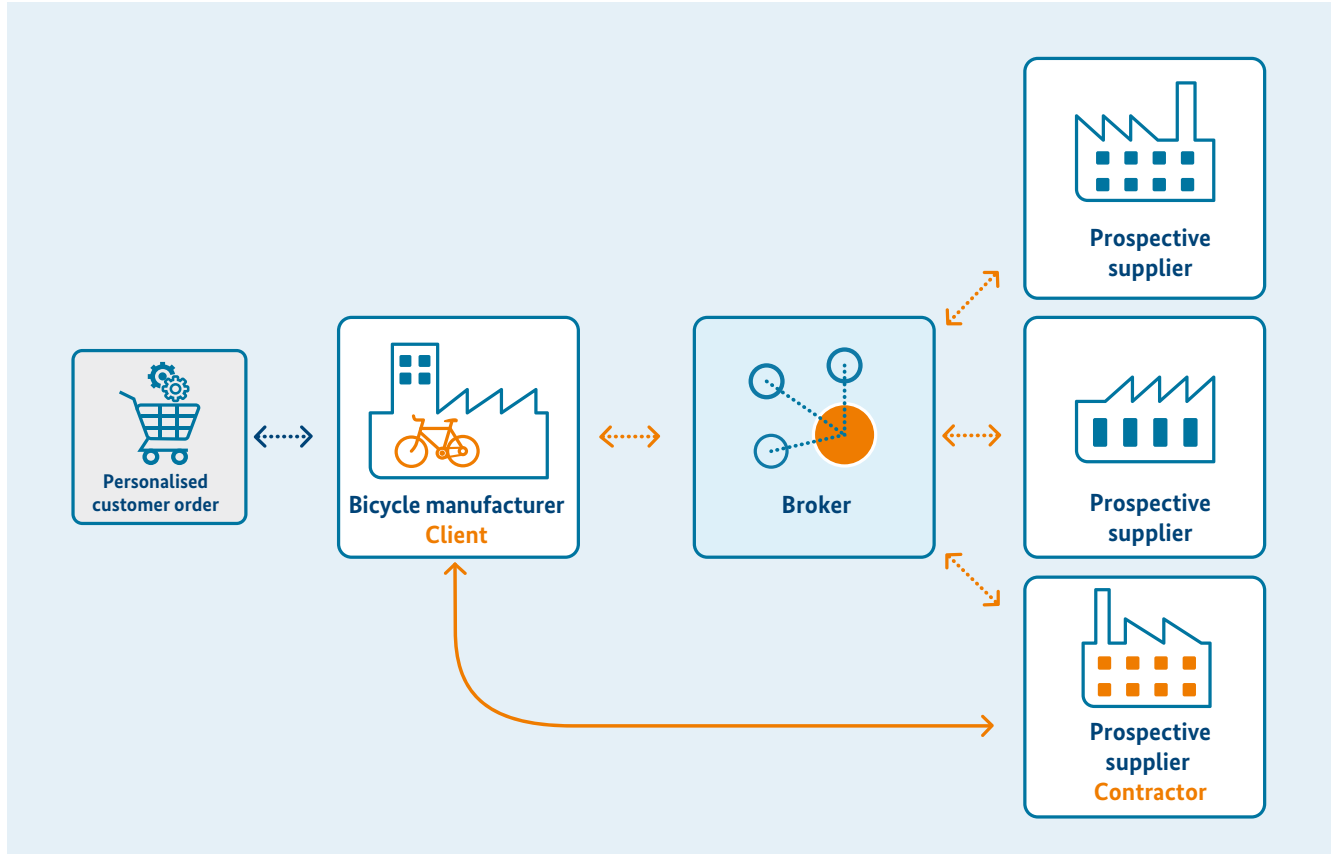 Personalised
customer order
Bicycle manufacturer
Client
Broker
Prospective
supplier
Prospective
supplier
Prospective
supplier
Contractor